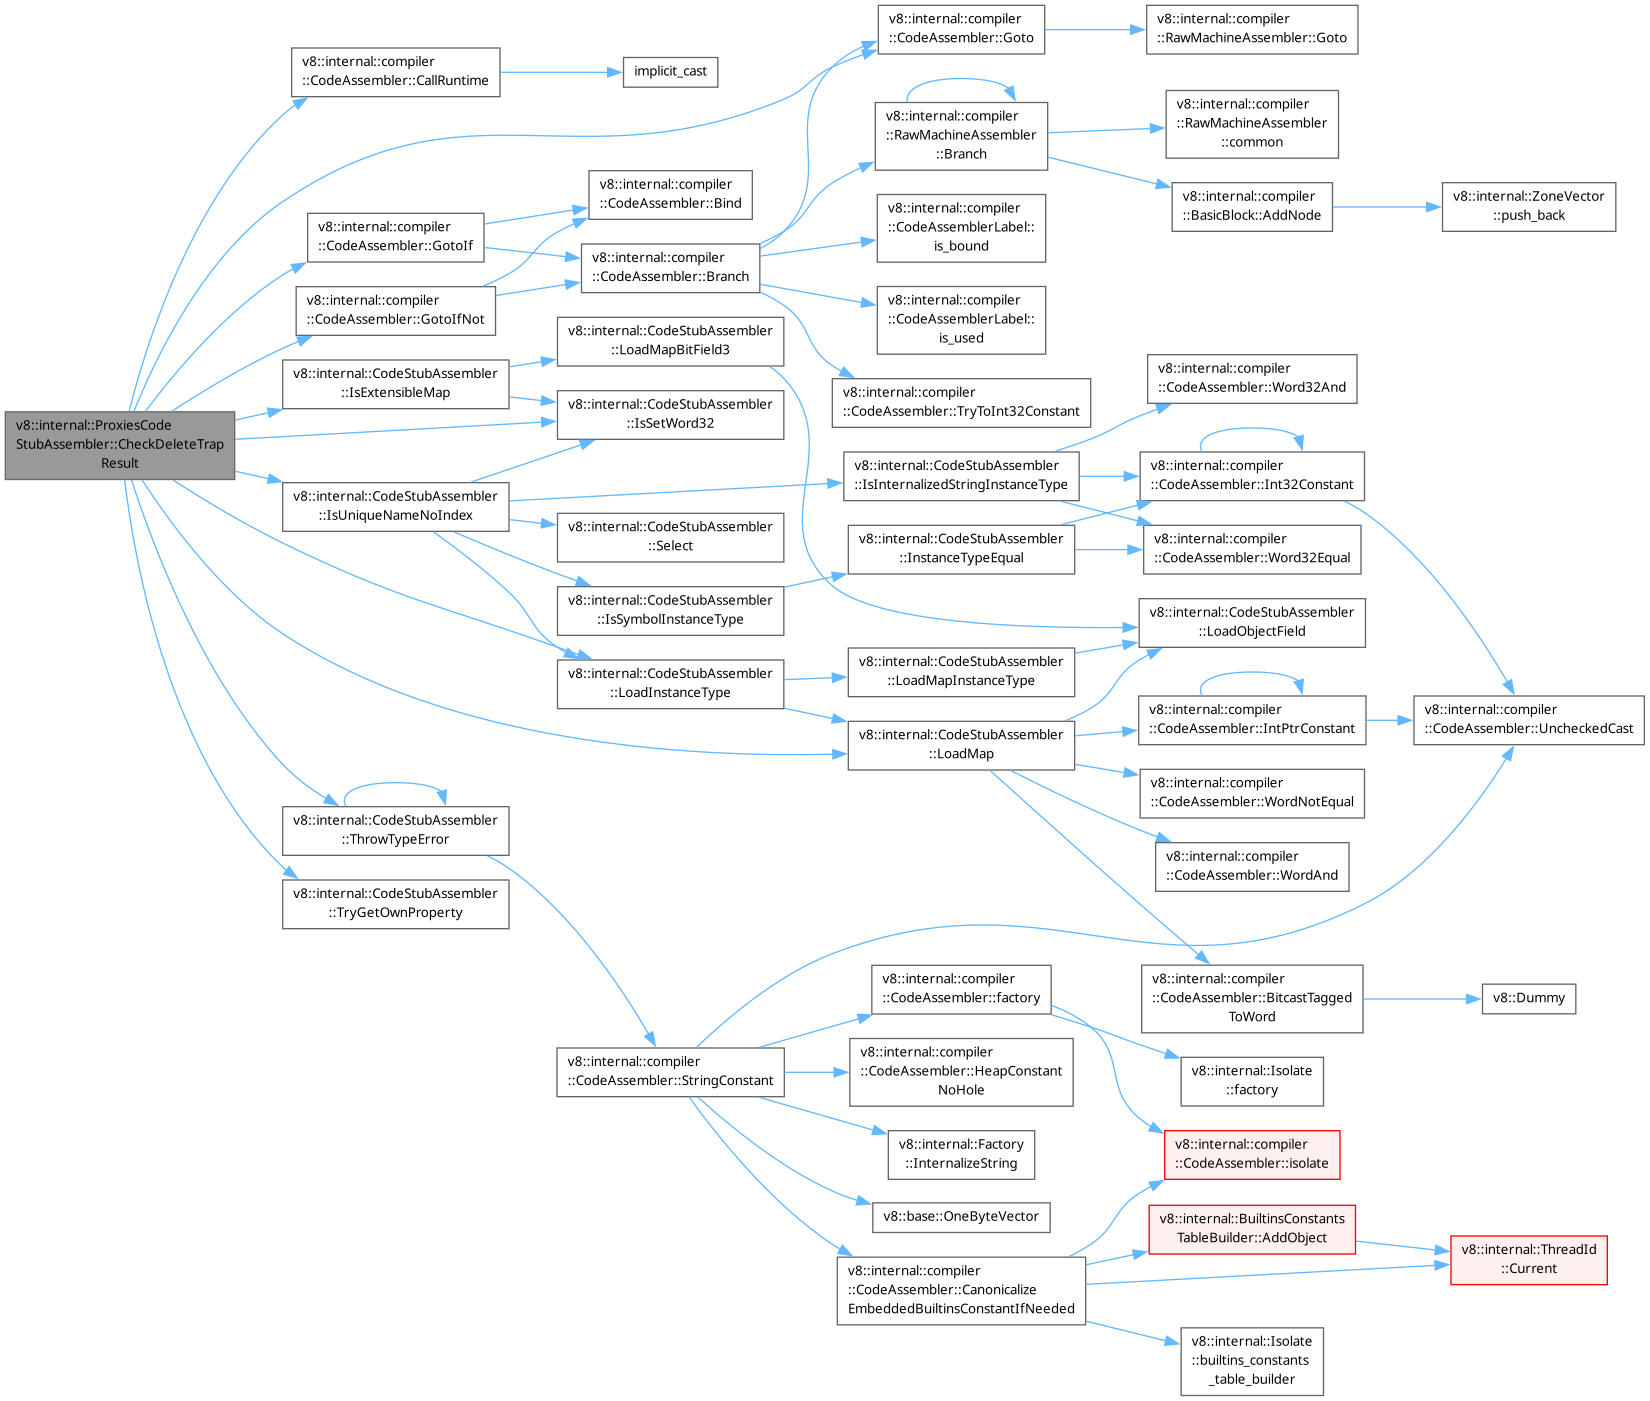 v8::internal::ProxiesCode
StubAssembler::CheckDeleteTrap
Result
v8::internal::compiler
::CodeAssembler::CallRuntime
implicit_cast
v8::internal::compiler
::CodeAssembler::Goto
v8::internal::compiler
::RawMachineAssembler::Goto
v8::internal::compiler
::CodeAssembler::GotoIf
v8::internal::compiler
::CodeAssembler::Bind
v8::internal::compiler
::CodeAssembler::Branch
v8::internal::compiler
::RawMachineAssembler
::Branch
v8::internal::compiler
::RawMachineAssembler
::common
v8::internal::compiler
::BasicBlock::AddNode
v8::internal::ZoneVector
::push_back
v8::internal::compiler
::CodeAssemblerLabel::
is_bound
v8::internal::compiler
::CodeAssemblerLabel::
is_used
v8::internal::compiler
::CodeAssembler::TryToInt32Constant
v8::internal::compiler
::CodeAssembler::GotoIfNot
v8::internal::CodeStubAssembler
::IsExtensibleMap
v8::internal::CodeStubAssembler
::LoadMapBitField3
v8::internal::CodeStubAssembler
::IsSetWord32
v8::internal::CodeStubAssembler
::IsUniqueNameNoIndex
v8::internal::CodeStubAssembler
::Select
v8::internal::CodeStubAssembler
::IsSymbolInstanceType
v8::internal::CodeStubAssembler
::LoadInstanceType
v8::internal::CodeStubAssembler
::IsInternalizedStringInstanceType
v8::internal::CodeStubAssembler
::InstanceTypeEqual
v8::internal::compiler
::CodeAssembler::Word32And
v8::internal::compiler
::CodeAssembler::Int32Constant
v8::internal::compiler
::CodeAssembler::Word32Equal
v8::internal::CodeStubAssembler
::LoadObjectField
v8::internal::CodeStubAssembler
::LoadMapInstanceType
v8::internal::CodeStubAssembler
::LoadMap
v8::internal::compiler
::CodeAssembler::IntPtrConstant
v8::internal::compiler
::CodeAssembler::UncheckedCast
v8::internal::compiler
::CodeAssembler::WordNotEqual
v8::internal::compiler
::CodeAssembler::WordAnd
v8::internal::compiler
::CodeAssembler::BitcastTagged
ToWord
v8::Dummy
v8::internal::CodeStubAssembler
::ThrowTypeError
v8::internal::CodeStubAssembler
::TryGetOwnProperty
v8::internal::compiler
::CodeAssembler::StringConstant
v8::internal::compiler
::CodeAssembler::factory
v8::internal::compiler
::CodeAssembler::HeapConstant
NoHole
v8::internal::Factory
::InternalizeString
v8::base::OneByteVector
v8::internal::compiler
::CodeAssembler::Canonicalize
EmbeddedBuiltinsConstantIfNeeded
v8::internal::Isolate
::factory
v8::internal::compiler
::CodeAssembler::isolate
v8::internal::BuiltinsConstants
TableBuilder::AddObject
v8::internal::ThreadId
::Current
v8::internal::Isolate
::builtins_constants
_table_builder